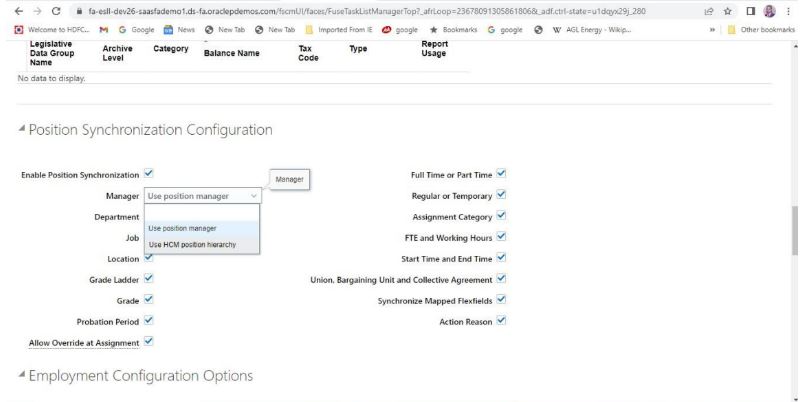 fa-esll-dev26-saasfademo1.ds-fa.oraclepdemos.com/fscmUI/faces/FuseTaskListManagerTop?_afrLoop=23678091305861806&_adf.ctrl-state=u1dqyx29j_280
Welcome to HDFC... Google News New Tab New Tab Imported From IE google Bookmarks google W AGL Energy - Wikip... » Other bookmarks
Legislative Data Group Name Archive Level Category Balance Name Tax Code Type Report Usage
No data to display.
Position Synchronization Configuration
Enable Position Synchronization Manager Full Time or Part Time
Manager Use position manager Regular or Temporary
Department Assignment Category
Use position manager
Job FTE and Working Hours
Use HCM position hierarchy
Location Start Time and End Time
Grade Ladder Union, Bargaining Unit and Collective Agreement
Grade Synchronize Mapped Flexfields
Probation Period Action Reason
Allow Override at Assignment
Employment Configuration Options